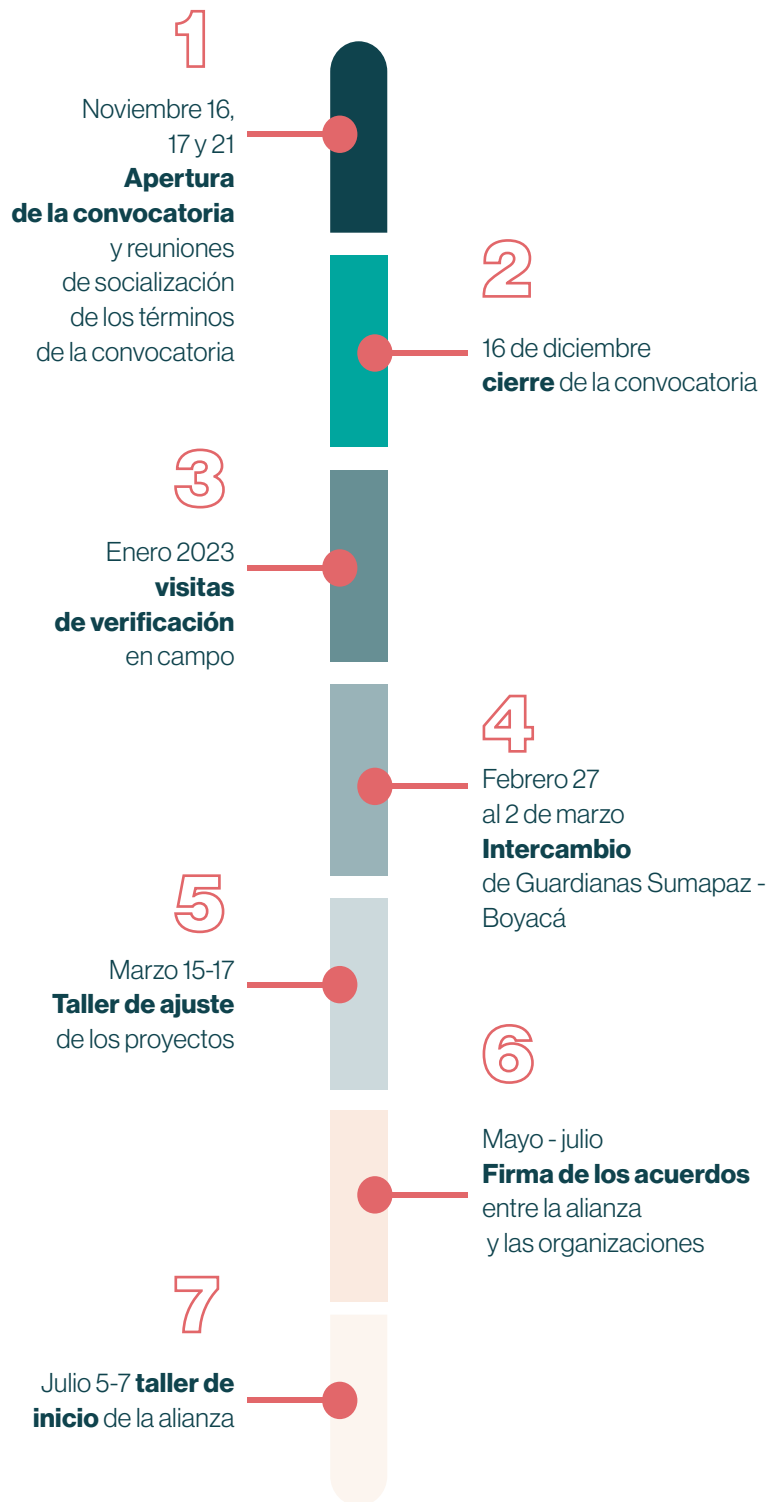 1
Noviembre 16,
17 y 21
Apertura
de la convocatoria
y reuniones
de socialización
de los términos
de la convocatoria
2
16 de diciembre
cierre de la convocatoria
3
Enero 2023
visitas
de verificación
en campo
4
Febrero 27
al 2 de marzo
Intercambio
de Guardianas Sumapaz -
Boyacá
5
Marzo 15-17
Taller de ajuste
de los proyectos
6
Mayo - julio
Firma de los acuerdos
entre la alianza
y las organizaciones
7
Julio 5-7 taller de
inicio de la alianza